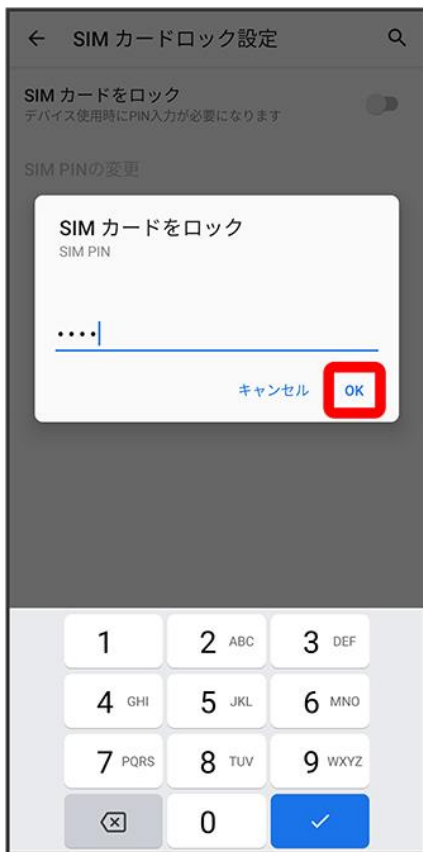 SIM カードロック設定
SIM カードをロック
デバイス使用時にPIN入力が必要になります
SIM PINの変更
SIM カードをロック
SIM PIN
••••
キャンセル OK
1 2 ABC 3 DEF
4 GHI 5 JKL 6 MNO
7 PQRS 8 TUV 9 WXYZ
0